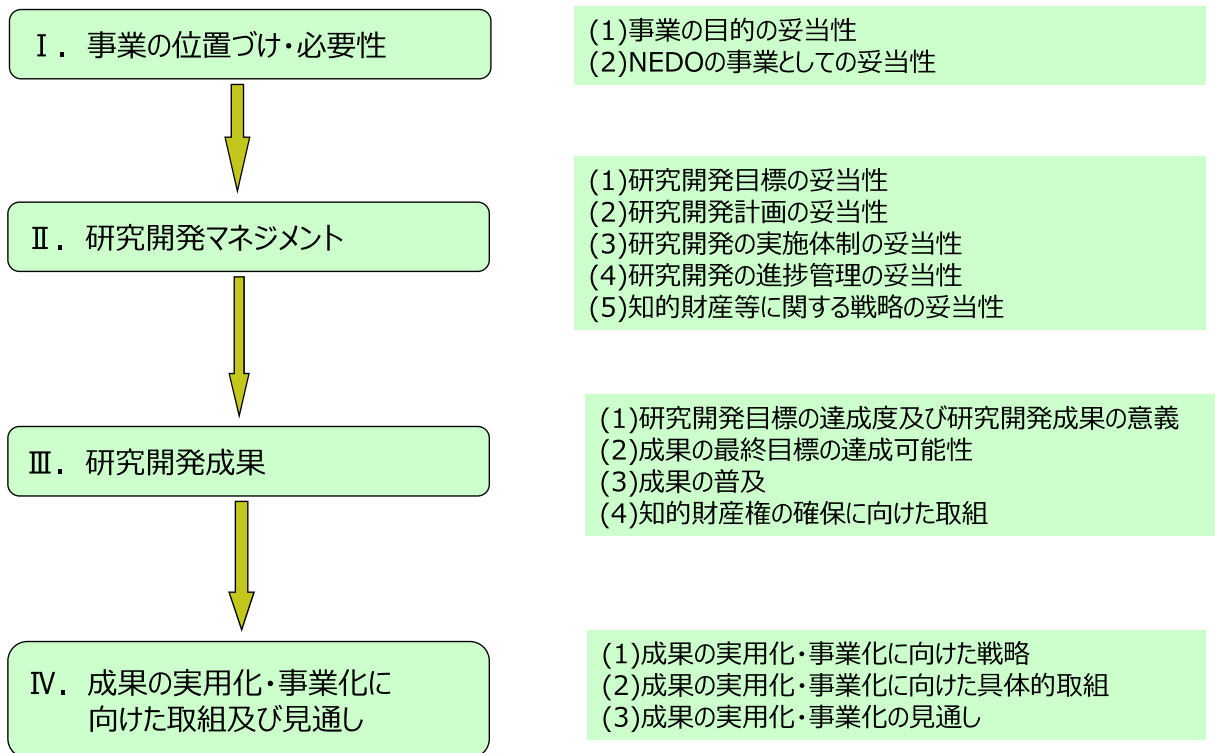 Ⅰ．事業の位置づけ・必要性
(1)事業の目的の妥当性
(2)NEDOの事業としての妥当性
Ⅱ．研究開発マネジメント
(1)研究開発目標の妥当性
(2)研究開発計画の妥当性
(3)研究開発の実施体制の妥当性
(4)研究開発の進捗管理の妥当性
(5)知的財産等に関する戦略の妥当性
Ⅲ．研究開発成果
(1)研究開発目標の達成度及び研究開発成果の意義
(2)成果の最終目標の達成可能性
(3)成果の普及
(4)知的財産権の確保に向けた取組
Ⅳ．成果の実用化・事業化に
向けた取組及び見通し
(1)成果の実用化・事業化に向けた戦略
(2)成果の実用化・事業化に向けた具体的取組
(3)成果の実用化・事業化の見通し